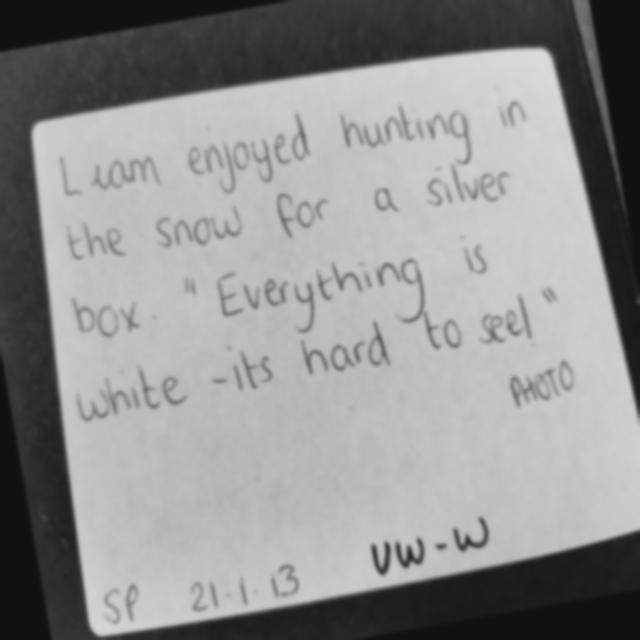 Liam enjoyed hunting in
the snow for a silver
box. "Everything is
white - its hard to see!"
PHOTO
SP 21.1.13 UW-W